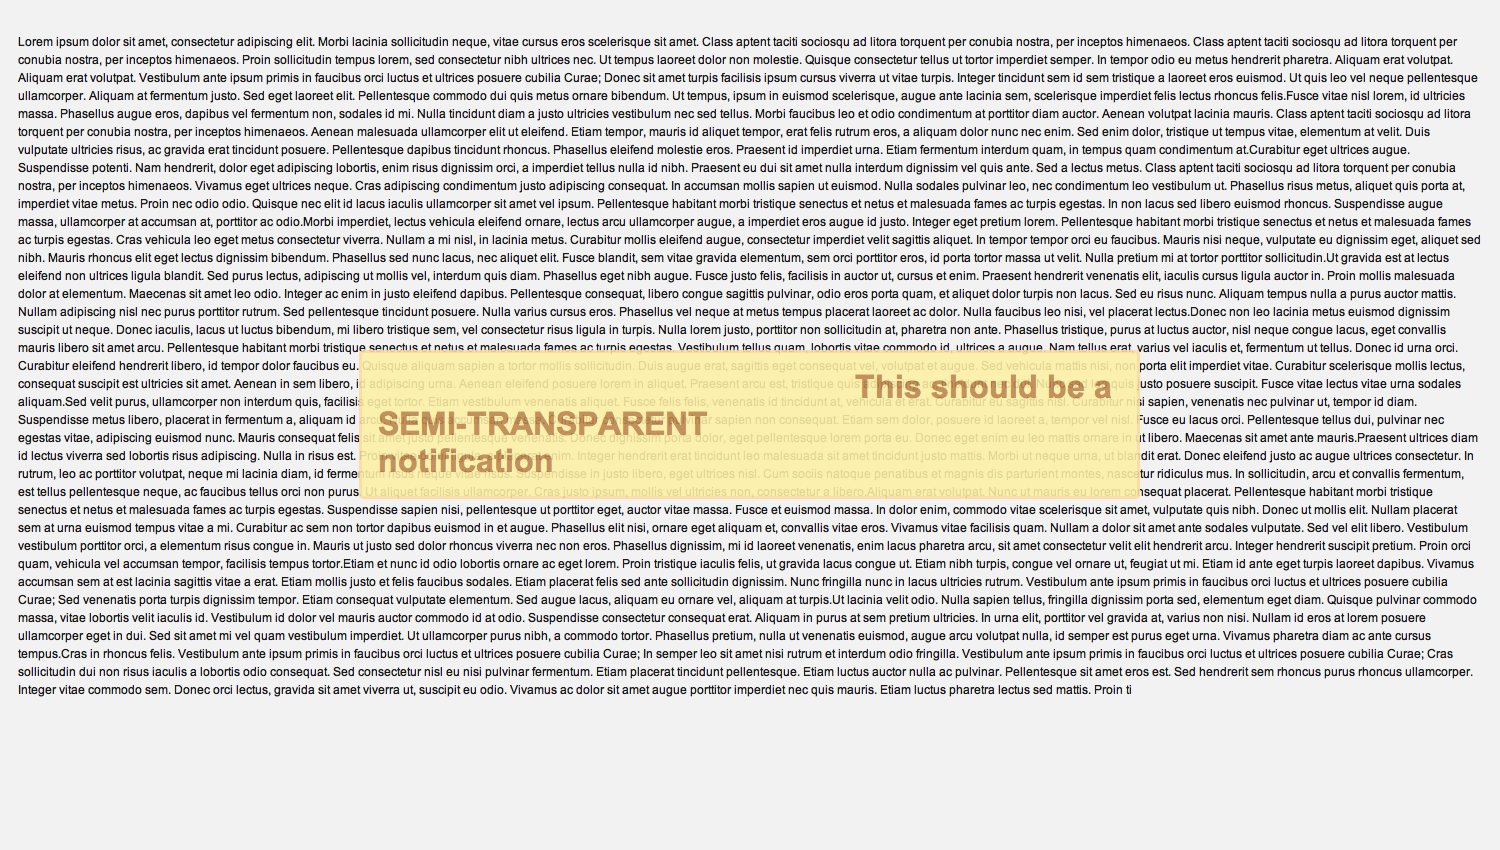 Lorem ipsum dolor sit amet, consectetur adipiscing elit. Morbi lacinia sollicitudin neque, vitae cursus eros scelerisque sit amet. Class aptent taciti sociosqu ad litora torquent per conubia nostra, per inceptos himenaeos. Class aptent taciti sociosqu ad litora torquent per
conubia nostra, per inceptos himenaeos. Proin sollicitudin tempus lorem, sed consectetur nibh ultrices nec. Ut tempus laoreet dolor non molestie. Quisque consectetur tellus ut tortor imperdiet semper. In tempor odio eu metus hendrerit pharetra. Aliquam erat volutpat.
Aliquam erat volutpat. Vestibulum ante ipsum primis in faucibus orci luctus et ultrices posuere cubilia Curae; Donec sit amet turpis facilisis ipsum cursus viverra ut vitae turpis. Integer tincidunt sem id sem tristique a laoreet eros euismod. Ut quis leo vel neque pellentesque
ullamcorper. Aliquam at fermentum justo. Sed eget laoreet elit. Pellentesque commodo dui quis metus ornare bibendum. Ut tempus, ipsum in euismod scelerisque, augue ante lacinia sem, scelerisque imperdiet felis lectus rhoncus felis.Fusce vitae nisl lorem, id ultricies
massa. Phasellus augue eros, dapibus vel fermentum non, sodales id mi. Nulla tincidunt diam a justo ultricies vestibulum nec sed tellus. Morbi faucibus leo et odio condimentum at porttitor diam auctor. Aenean volutpat lacinia mauris. Class aptent taciti sociosqu ad litora
torquent per conubia nostra, per inceptos himenaeos. Aenean malesuada ullamcorper elit ut eleifend. Etiam tempor, mauris id aliquet tempor, erat felis rutrum eros, a aliquam dolor nunc nec enim. Sed enim dolor, tristique ut tempus vitae, elementum at velit. Duis
vulputate ultricies risus, ac gravida erat tincidunt posuere. Pellentesque dapibus tincidunt rhoncus. Phasellus eleifend molestie eros. Praesent id imperdiet urna. Etiam fermentum interdum quam, in tempus quam condimentum at.Curabitur eget ultrices augue.
Suspendisse potenti. Nam hendrerit, dolor eget adipiscing lobortis, enim risus dignissim orci, a imperdiet tellus nulla id nibh. Praesent eu dui sit amet nulla interdum dignissim vel quis ante. Sed a lectus metus. Class aptent taciti sociosqu ad litora torquent per conubia
nostra, per inceptos himenaeos. Vivamus eget ultrices neque. Cras adipiscing condimentum justo adipiscing consequat. In accumsan mollis sapien ut euismod. Nulla sodales pulvinar leo, nec condimentum leo vestibulum ut. Phasellus risus metus, aliquet quis porta at,
imperdiet vitae metus. Proin nec odio odio. Quisque nec elit id lacus iaculis ullamcorper sit amet vel ipsum. Pellentesque habitant morbi tristique senectus et netus et malesuada fames ac turpis egestas. In non lacus sed libero euismod rhoncus. Suspendisse augue
massa, ullamcorper at accumsan at, porttitor ac odio.Morbi imperdiet, lectus vehicula eleifend ornare, lectus arcu ullamcorper augue, a imperdiet eros augue id justo. Integer eget pretium lorem. Pellentesque habitant morbi tristique senectus et netus et malesuada fames
ac turpis egestas. Cras vehicula leo eget metus consectetur viverra. Nullam a mi nisl, in lacinia metus. Curabitur mollis eleifend augue, consectetur imperdiet velit sagittis aliquet. In tempor tempor orci eu faucibus. Mauris nisi neque, vulputate eu dignissim eget, aliquet sed
nibh. Mauris rhoncus elit eget lectus dignissim bibendum. Phasellus sed nunc lacus, nec aliquet elit. Fusce blandit, sem vitae gravida elementum, sem orci porttitor eros, id porta tortor massa ut velit. Nulla pretium mi at tortor porttitor sollicitudin.Ut gravida est at lectus
eleifend non ultrices ligula blandit. Sed purus lectus, adipiscing ut mollis vel, interdum quis diam. Phasellus eget nibh augue. Fusce justo felis, facilisis in auctor ut, cursus et enim. Praesent hendrerit venenatis elit, iaculis cursus ligula auctor in. Proin mollis malesuada
dolor at elementum. Maecenas sit amet leo odio. Integer ac enim in justo eleifend dapibus. Pellentesque consequat, libero congue sagittis pulvinar, odio eros porta quam, et aliquet dolor turpis non lacus. Sed eu risus nunc. Aliquam tempus nulla a purus auctor mattis.
Nullam adipiscing nisl nec purus porttitor rutrum. Sed pellentesque tincidunt posuere. Nulla varius cursus eros. Phasellus vel neque at metus tempus placerat laoreet ac dolor. Nulla faucibus leo nisi, vel placerat lectus.Donec non leo lacinia metus euismod dignissim
suscipit ut neque. Donec iaculis, lacus ut luctus bibendum, mi libero tristique sem, vel consectetur risus ligula in turpis. Nulla lorem justo, porttitor non sollicitudin at, pharetra non ante. Phasellus tristique, purus at luctus auctor, nisl neque congue lacus, eget convallis
mauris libero sit amet arcu. Pellentesque habitant morbi tristique senectus et netus et malesuada fames ac turpis egestas. Vestibulum tellus quam, lobortis vitae commodo id, ultrices a augue. Nam tellus erat, varius vel iaculis et, fermentum ut tellus. Donec id urna orci.
Curabitur eleifend hendrerit libero, id tempor dolor faucibus eu. Quisque aliquam sapien a tortor mollis sollicitudin. Duis augue erat, sagittis eget consequat vel, volutpat et augue. Sed vehicula mattis nisi, non porta elit imperdiet vitae. Curabitur scelerisque mollis lectus,
This should be a
consequat suscipit est ultricies sit amet. Aenean in sem libero, id adipiscing urna. Aenean eleifend posuere lorem in aliquet. Praesent arcu est, tristique quis justo posuere suscipit. Fusce vitae lectus vitae urna sodales
aliquam.Sed velit purus, ullamcorper non interdum quis, facilisis eget tortor. Etiam vestibulum venenatis aliquet. Fusce felis felis, venenatis id tincidunt at, vehicula et erat. Curabitur eu sagittis nisl. Curabitur nisi sapien, venenatis nec pulvinar ut, tempor id diam.
SEMI-TRANSPARENT
Suspendisse metus libero, placerat in fermentum a, aliquam id sapien non consequat. Etiam sem dolor, posuere id laoreet a, tempor vel nisl. Fusce eu lacus orci. Pellentesque tellus dui, pulvinar nec
egestas vitae, adipiscing euismod nunc. Mauris consequat felis sit amet justo pellentesque venenatis. Donec dignissim porta dolor, eget pellentesque lorem porta eu. Donec eget enim eu leo mattis ornare in at libero. Maecenas sit amet ante mauris.Praesent ultrices diam
notification
id lectus viverra sed lobortis risus adipiscing. Nulla in risus est. enim. Integer hendrerit erat tincidunt leo malesuada sit amet condimentum justo mattis. Morbi ut neque urna, ut blandit erat. Donec eleifend justo ac augue ultrices consectetur. In
rutrum, leo ac porttitor volutpat, neque mi lacinia diam, id fermentum risus neque vitae risus. Suspendisse in justo libero, eget ultrices nisl. Cum sociis natoque penatibus et magnis dis parturient montes, nascetur ridiculus mus. In sollicitudin, arcu et convallis fermentum,
est tellus pellentesque neque, ac faucibus tellus orci non purus. Ut aliquet facilisis ullamcorper. Cras justo ipsum, mollis vel ultricies non, consectetur a libero.Aliquam erat volutpat. Nunc ut mauris eu lorem consequat placerat. Pellentesque habitant morbi tristique
senectus et netus et malesuada fames ac turpis egestas. Suspendisse sapien nisi, pellentesque ut porttitor eget, auctor vitae massa. Fusce et euismod massa. In dolor enim, commodo vitae scelerisque sit amet, vulputate quis nibh. Donec ut mollis elit. Nullam placerat
sem at urna euismod tempus vitae a mi. Curabitur ac sem non tortor dapibus euismod in et augue. Phasellus elit nisi, ornare eget aliquam et, convallis vitae eros. Vivamus vitae facilisis quam. Nullam a dolor sit amet ante sodales vulputate. Sed vel elit libero. Vestibulum
vestibulum porttitor orci, a elementum risus congue in. Mauris ut justo sed dolor rhoncus viverra nec non eros. Phasellus dignissim, mi id laoreet venenatis, enim lacus pharetra arcu, sit amet consectetur velit elit hendrerit arcu. Integer hendrerit suscipit pretium. Proin orci
quam, vehicula vel accumsan tempor, facilisis tempus tortor.Etiam et nunc id odio lobortis ornare ac eget lorem. Proin tristique iaculis felis, ut gravida lacus congue ut. Etiam nibh turpis, congue vel ornare ut, feugiat ut mi. Etiam id ante eget turpis laoreet dapibus. Vivamus
accumsan sem at est lacinia sagittis vitae a erat. Etiam mollis justo et felis faucibus sodales. Etiam placerat felis sed ante sollicitudin dignissim. Nunc fringilla nunc in lacus ultricies rutrum. Vestibulum ante ipsum primis in faucibus orci luctus et ultrices posuere cubilia
Curae; Sed venenatis porta turpis dignissim tempor. Etiam consequat vulputate elementum. Sed augue lacus, aliquam eu ornare vel, aliquam at turpis.Ut lacinia velit odio. Nulla sapien tellus, fringilla dignissim porta sed, elementum eget diam. Quisque pulvinar commodo
massa, vitae lobortis velit iaculis id. Vestibulum id dolor vel mauris auctor commodo id at odio. Suspendisse consectetur consequat erat. Aliquam in purus at sem pretium ultricies. In urna elit, porttitor vel gravida at, varius non nisi. Nullam id eros at lorem posuere
ullamcorper eget in dui. Sed sit amet mi vel quam vestibulum imperdiet. Ut ullamcorper purus nibh, a commodo tortor. Phasellus pretium, nulla ut venenatis euismod, augue arcu volutpat nulla, id semper est purus eget urna. Vivamus pharetra diam ac ante cursus
tempus.Cras in rhoncus felis. Vestibulum ante ipsum primis in faucibus orci luctus et ultrices posuere cubilia Curae; In semper leo sit amet nisi rutrum et interdum odio fringilla. Vestibulum ante ipsum primis in faucibus orci luctus et ultrices posuere cubilia Curae; Cras
sollicitudin dui non risus iaculis a lobortis odio consequat. Sed consectetur nisl eu nisi pulvinar fermentum. Etiam placerat tincidunt pellentesque. Etiam luctus auctor nulla ac pulvinar. Pellentesque sit amet eros est. Sed hendrerit sem rhoncus purus rhoncus ullamcorper.
Integer vitae commodo sem. Donec orci lectus, gravida sit amet viverra ut, suscipit eu odio. Vivamus ac dolor sit amet augue porttitor imperdiet nec quis mauris. Etiam luctus pharetra lectus sed mattis. Proin ti